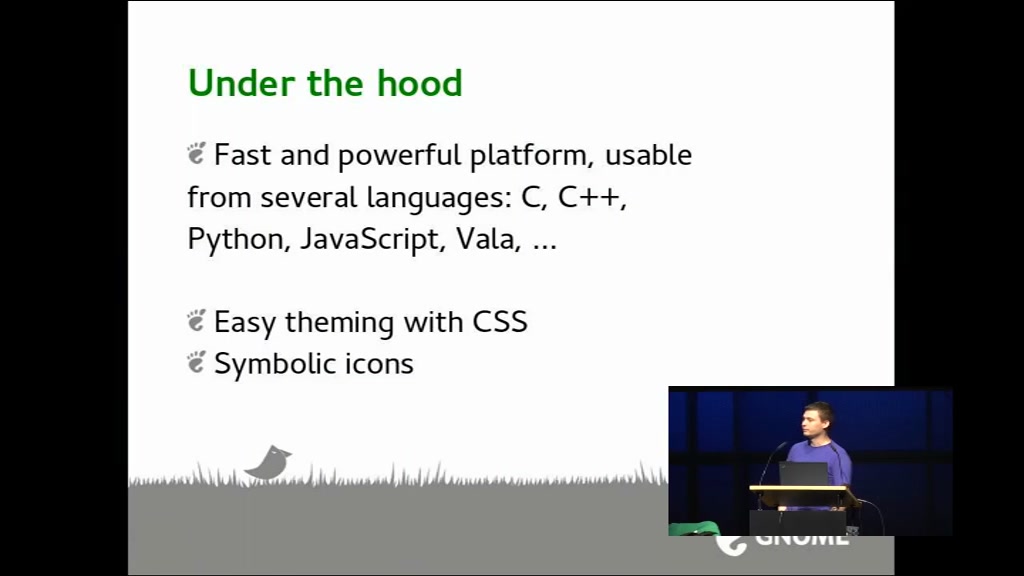 Under the hood
Fast and powerful platform, usable
from several languages: C, C++,
Python, JavaScript, Vala, ...
Easy theming with CSS
Symbolic icons
GNOME